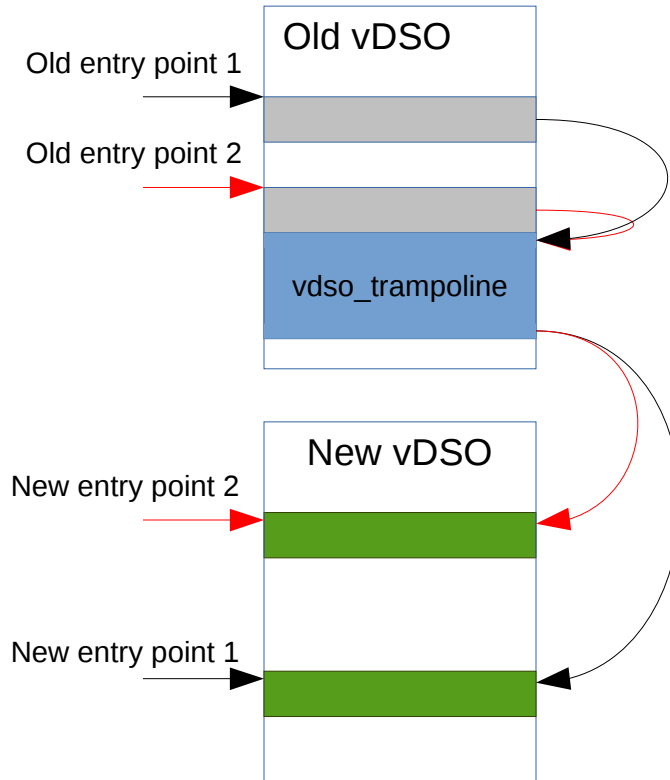 Old vDSO
Old entry point 1
Old entry point 2
vdso_trampoline
New vDSO
New entry point 2
New entry point 1